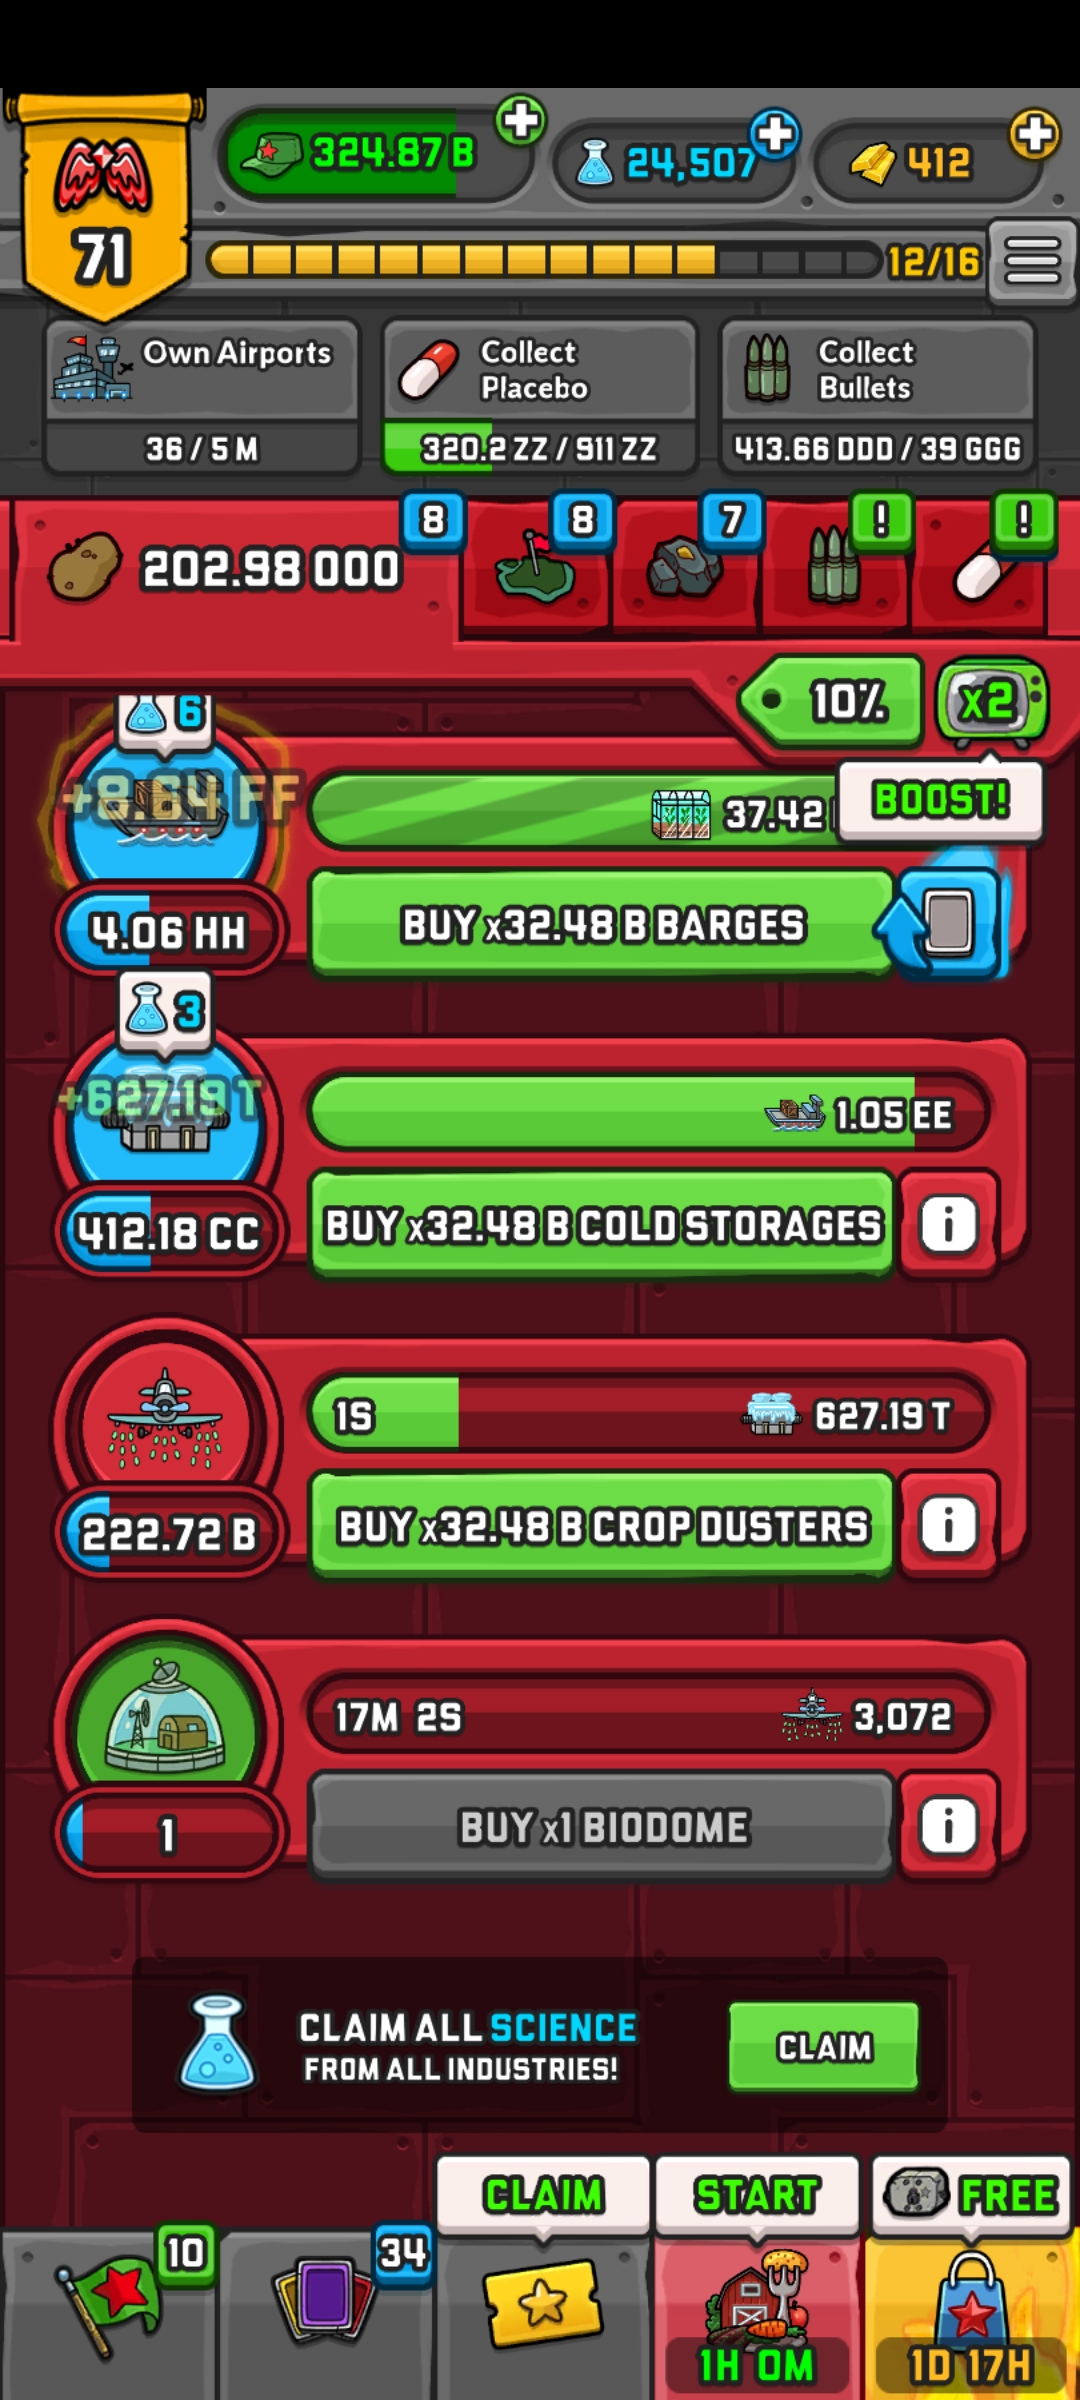 324.87 B
24,507
412
71
12/16
Own Airports
36 / 5 M
Collect
Placebo
320.2 ZZ / 911 ZZ
Collect
Bullets
413.66 DDD / 39 GGG
202.98 OOO
8
8
7
!
!
10%
x2
BOOST!
6
+8.64 FF
37.42
4.06 HH
BUY x32.48 B BARGES
3
+627.19 T
1.05 EE
412.18 CC
BUY x32.48 B COLD STORAGES
i
1S
627.19 T
222.72 B
BUY x32.48 B CROP DUSTERS
i
17M 2S
3,072
1
BUY x1 BIODOME
i
CLAIM ALL SCIENCE
FROM ALL INDUSTRIES!
CLAIM
CLAIM
START
FREE
10
34
1H 0M
1D 17H